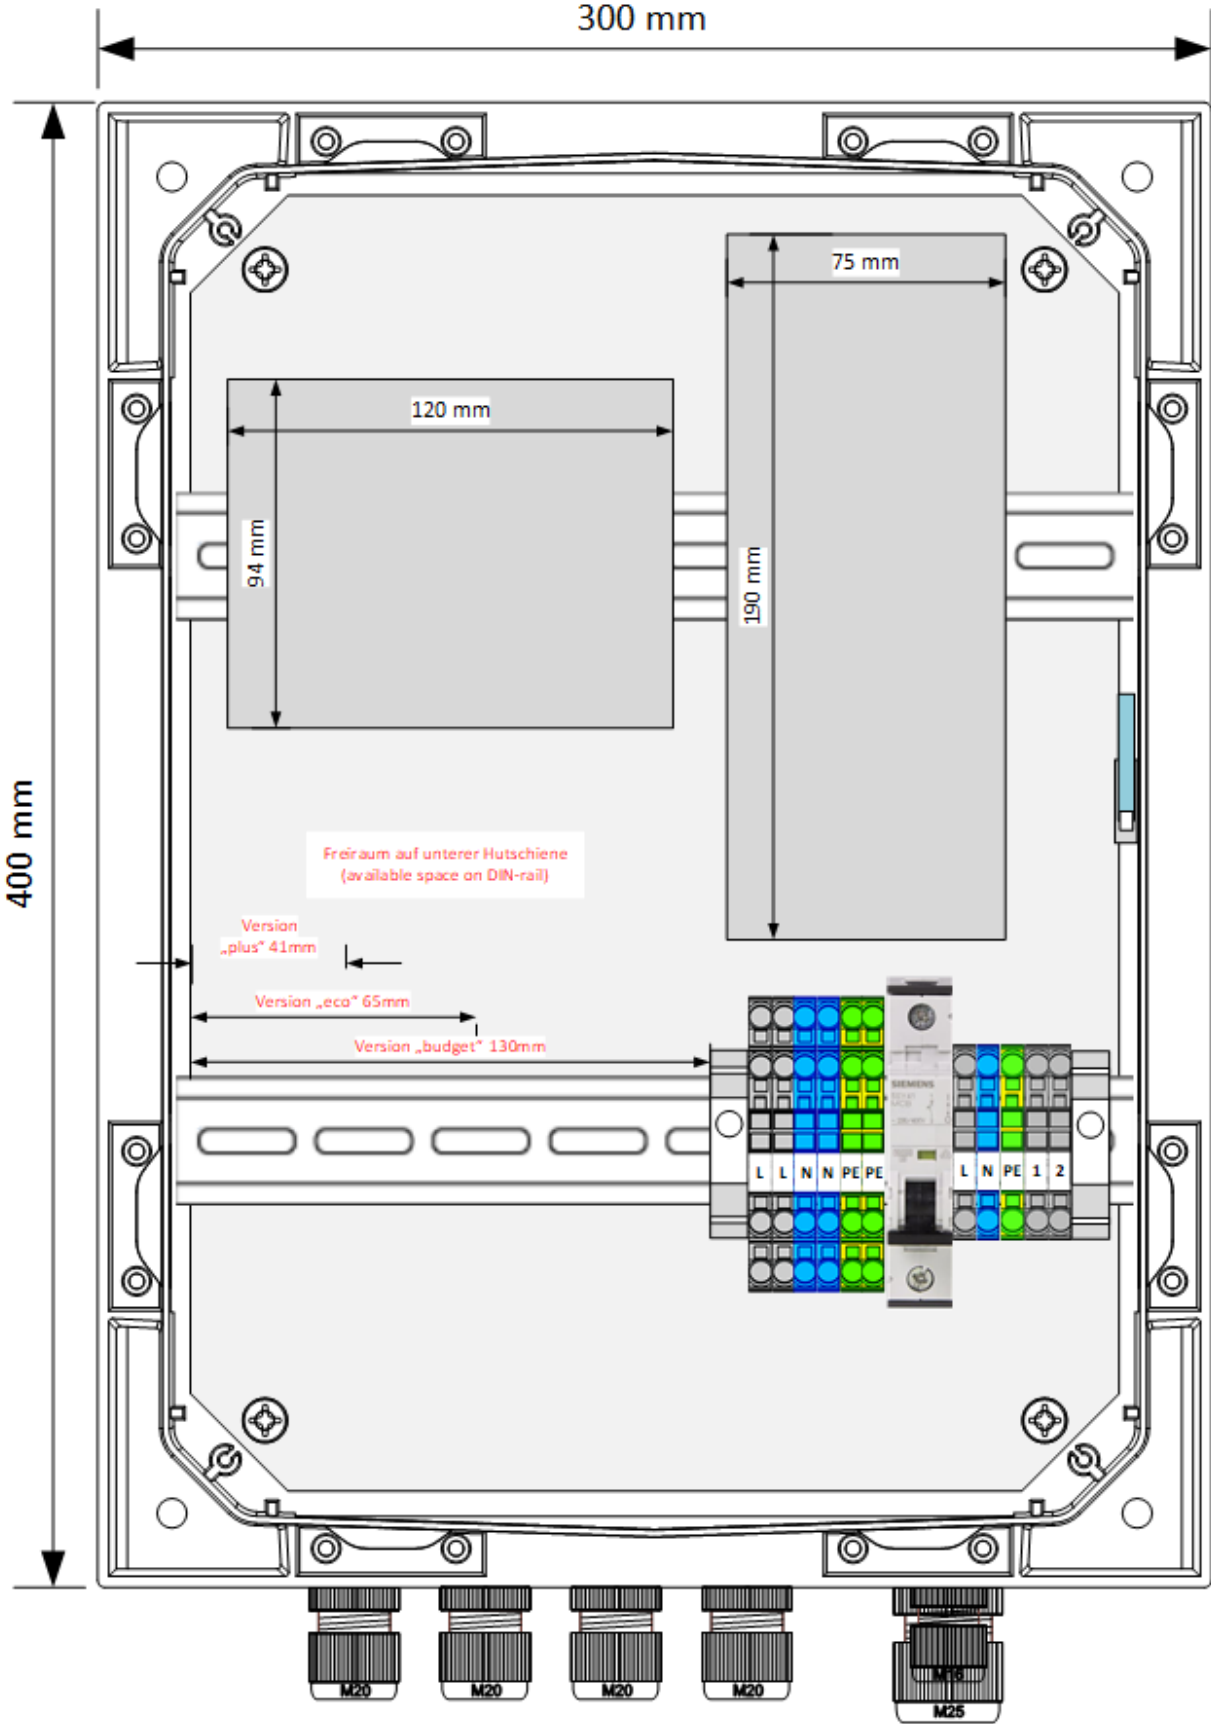 300 mm
75 mm
120 mm
94 mm
190 mm
400 mm
Freiraum auf unterer Hutschiene
(available space on DIN-rail)
Version
„plus“ 41mm
Version „eco“ 65mm
Version „budget“ 130mm
SIEMENS
L L N N PE PE
L N PE 1 2
M20 M20 M20 M20
M16
M25